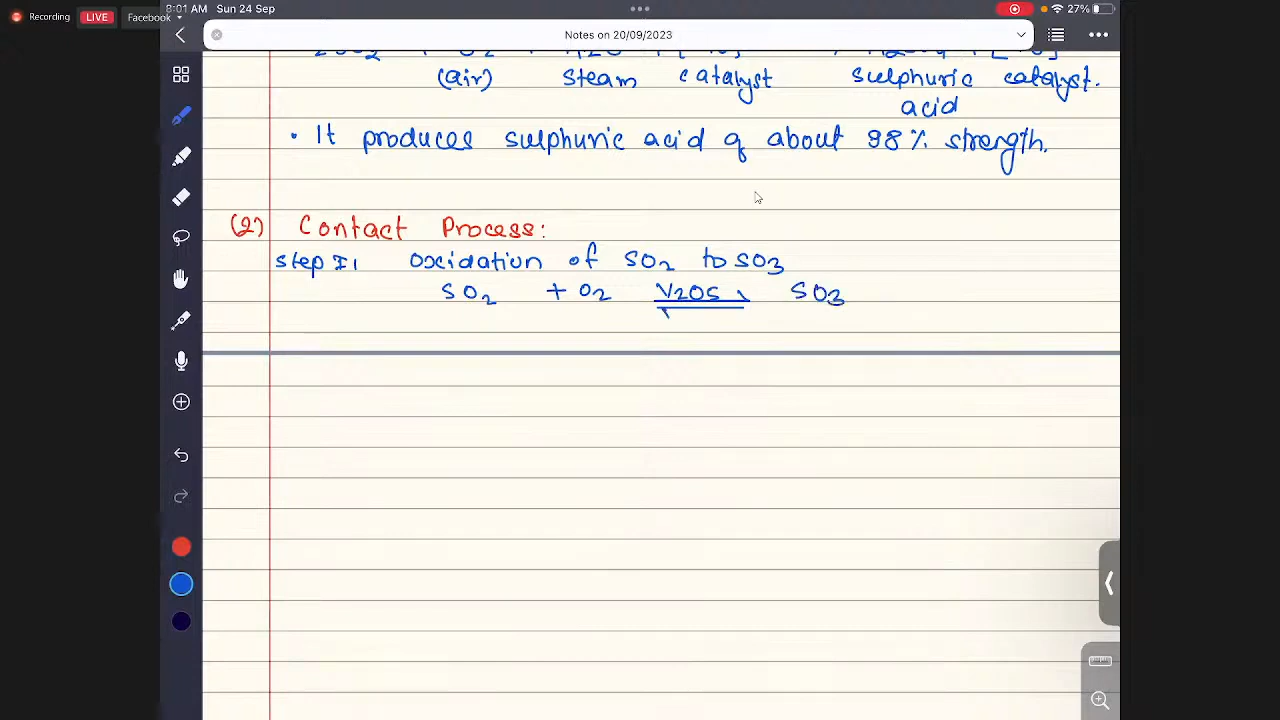 Recording LIVE Facebook 8:01 AM Sun 24 Sep 27%
Notes on 20/09/2023
(air) steam catalyst sulphuric catalyst.
acid
• It produces sulphuric acid of about 98% strength.
(2) Contact Process:
Step I: Oxidation of SO2 to SO3
SO2 + O2 V2O5 SO3